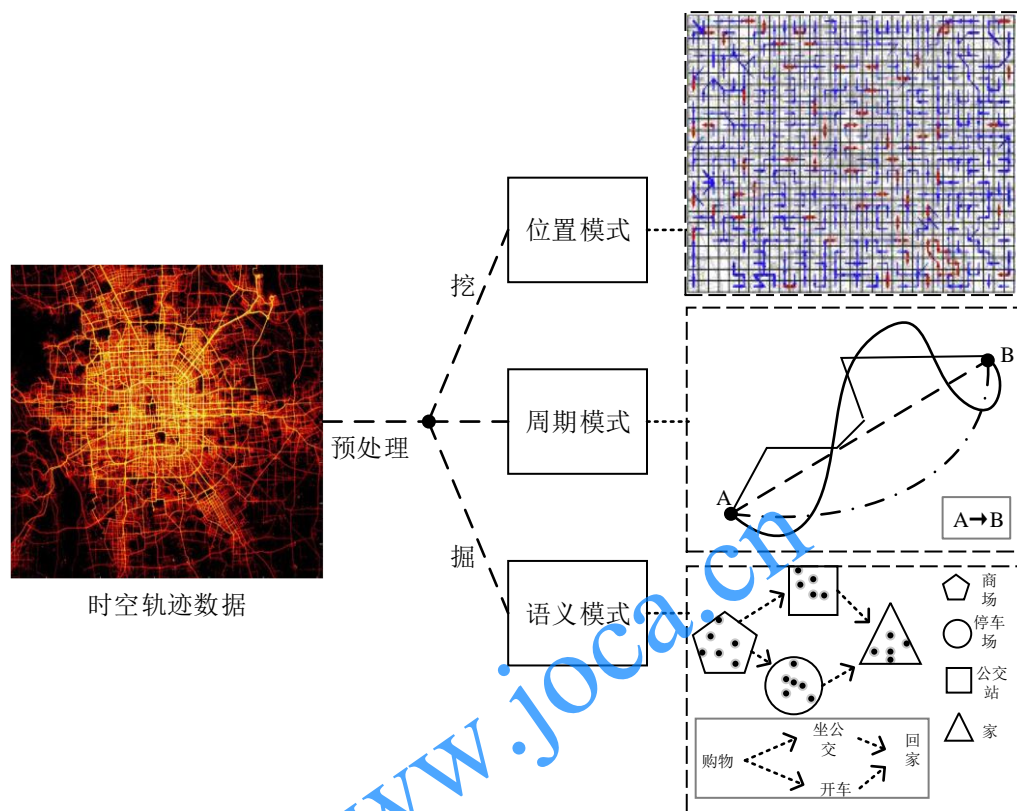 时空轨迹数据
预处理
挖
掘
位置模式
周期模式
语义模式
A
B
A→B
商
场
停车
场
公交
站
家
购物
坐公
交
开车
回
家
www.joca.cn